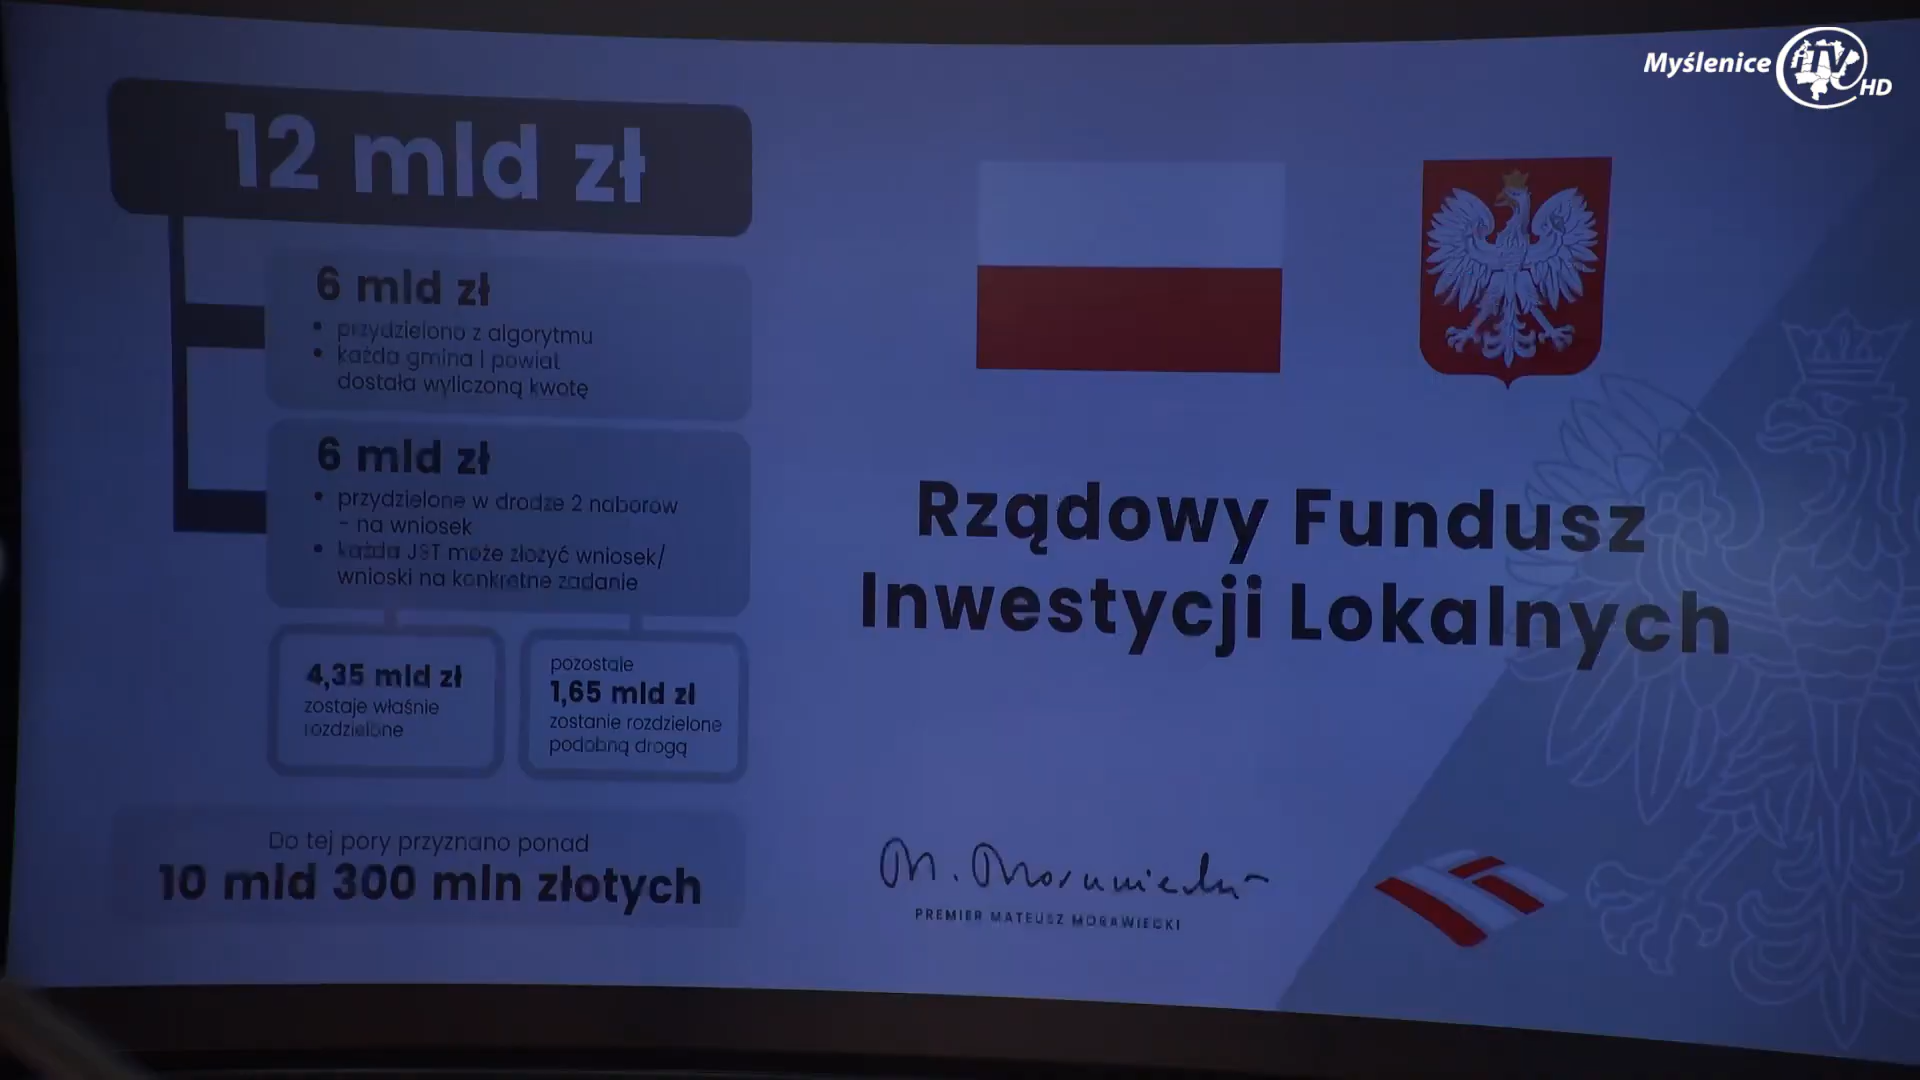 Myślenice iTV HD
12 mld zł
6 mld zł
• przydzielono z algorytmu
• każda gmina i powiat
dostała wyliczoną kwotę
6 mld zł
• przydzielone w drodze 2 naborow
- na wniosek
• każda JST może złożyć wniosek/
wnioski na konkretne zadanie
4,35 mld zł
zostaje właśnie
rozdzielone
pozostałe
1,65 mld zł
zostanie rozdzielone
podobną drogą
Do tej pory przyznano ponad
10 mld 300 mln złotych
Rządowy Fundusz
Inwestycji Lokalnych
M. Morawiecki
PREMIER MATEUSZ MORAWIECKI